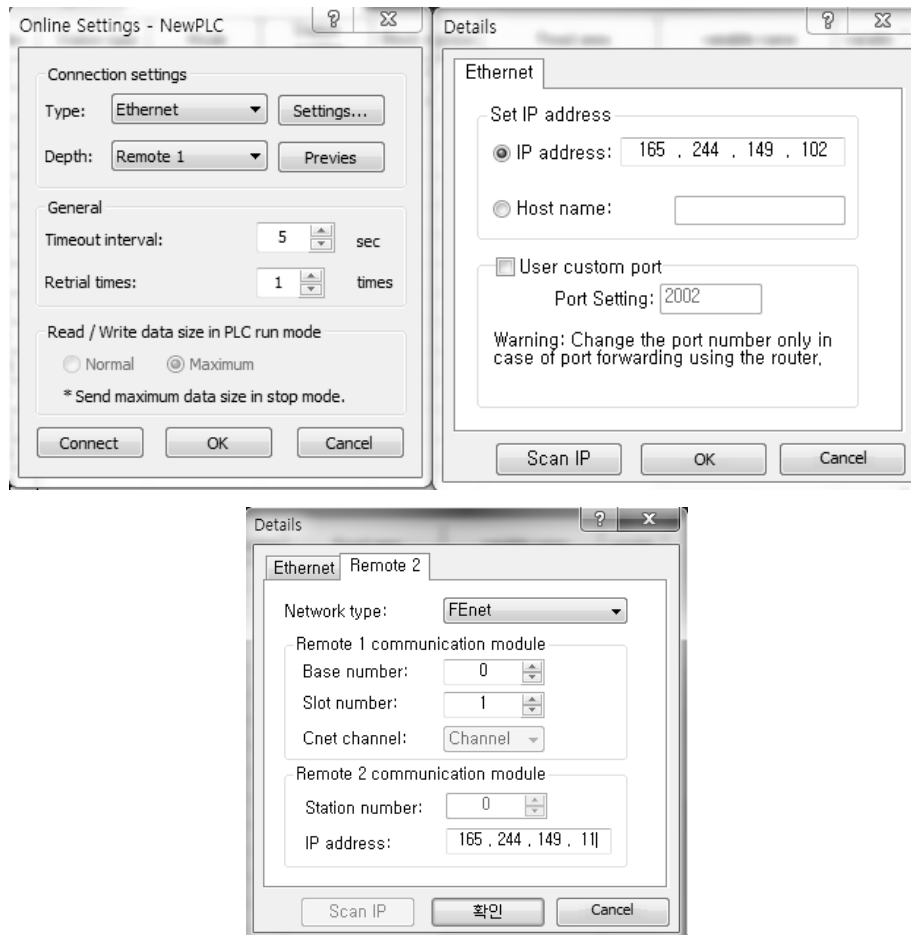 Online Settings - NewPLC
Connection settings
Type: Ethernet Settings...
Depth: Remote 1 Previes
General
Timeout interval: 5 sec
Retrial times: 1 times
Read / Write data size in PLC run mode
Normal Maximum
* Send maximum data size in stop mode.
Connect OK Cancel
Details
Ethernet
Set IP address
IP address: 165 . 244 . 149 . 102
Host name:
User custom port
Port Setting: 2002
Warning: Change the port number only in
case of port forwarding using the router.
Scan IP OK Cancel
Details
Ethernet Remote 2
Network type: FEnet
Remote 1 communication module
Base number: 0
Slot number: 1
Cnet channel: Channel
Remote 2 communication module
Station number: 0
IP address: 165 . 244 . 149 . 11
Scan IP 확인 Cancel